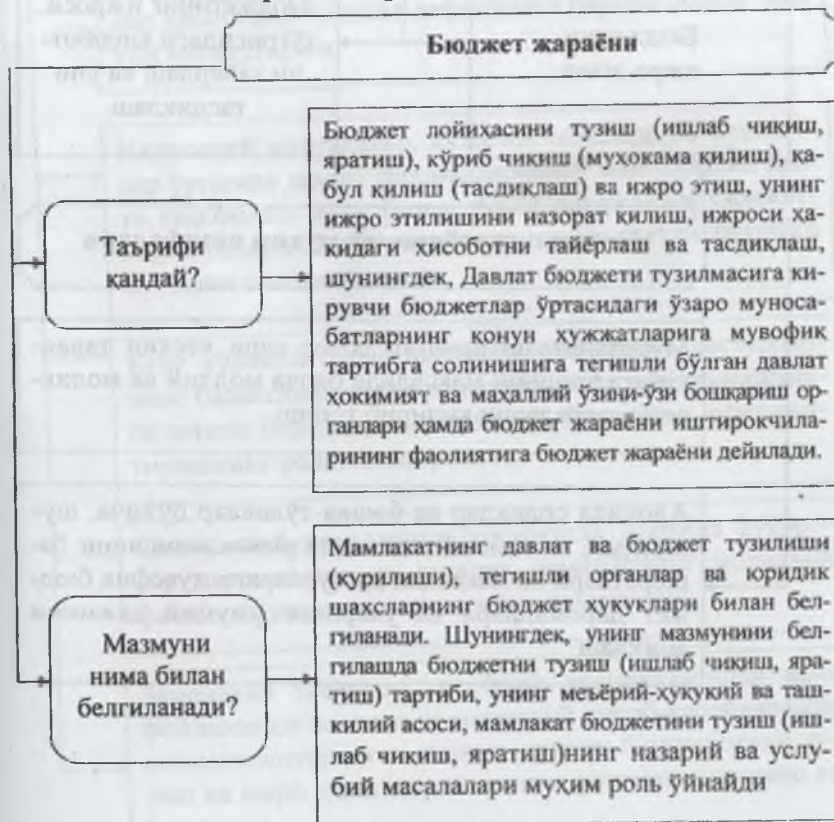 Бюджет жараёни
Таърифи
қандай?
Бюджет лойиҳасини тузиш (ишлаб чиқиш,
яратиш), кўриб чиқиш (муҳокама қилиш), қа-
бул қилиш (тасдиқлаш) ва ижро этиш, унинг
ижро этилишини назорат қилиш, ижроси ҳа-
қидаги ҳисоботни тайёрлаш ва тасдиқлаш,
шунингдек, Давлат бюджети тузилмасига ки-
рувчи бюджетлар ўртасидаги ўзаро муноса-
батларнинг қонун ҳужжатларига мувофиқ
тартибга солинишига тегишли бўлган давлат
ҳокимият ва маҳаллий ўзини-ўзи бошқариш ор-
ганлари ҳамда бюджет жараёни иштирокчила-
рининг фаолиятига бюджет жараёни дейилади.
Мазмуни
нима билан
белгиланади?
Мамлакатнинг давлат ва бюджет тузилиши
(қурилиши), тегишли органлар ва юридик
шахсларнинг бюджет ҳуқуқлари билан бел-
гиланади. Шунингдек, унинг мазмунини бел-
гилашда бюджетни тузиш (ишлаб чиқиш, яра-
тиш) тартиби, унинг меъёрий-ҳуқуқий ва таш-
килий асоси, мамлакат бюджетини тузиш (иш-
лаб чиқиш, яратиш)нинг назарий ва услу-
бий масалалари муҳим роль ўйнайди